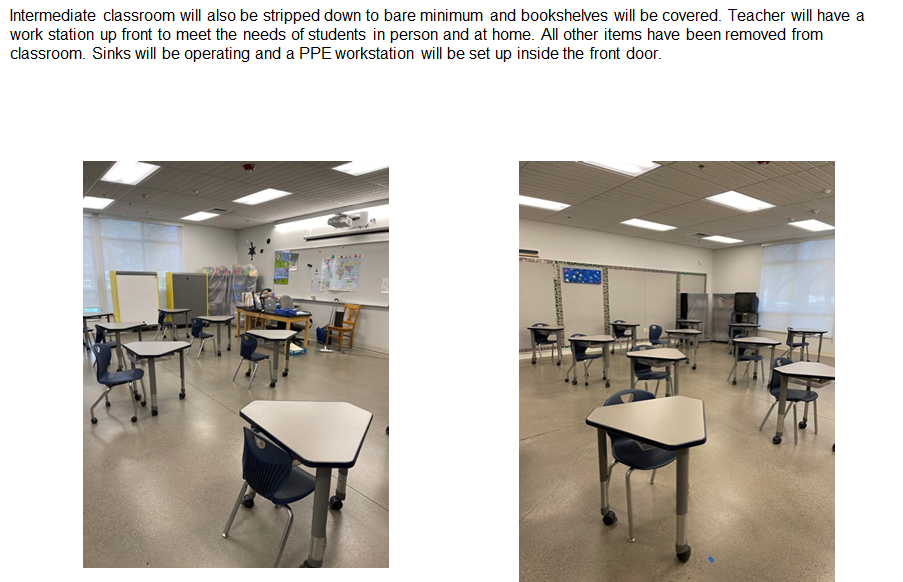 Intermediate classroom will also be stripped down to bare minimum and bookshelves will be covered. Teacher will have a
work station up front to meet the needs of students in person and at home. All other items have been removed from
classroom. Sinks will be operating and a PPE workstation will be set up inside the front door.